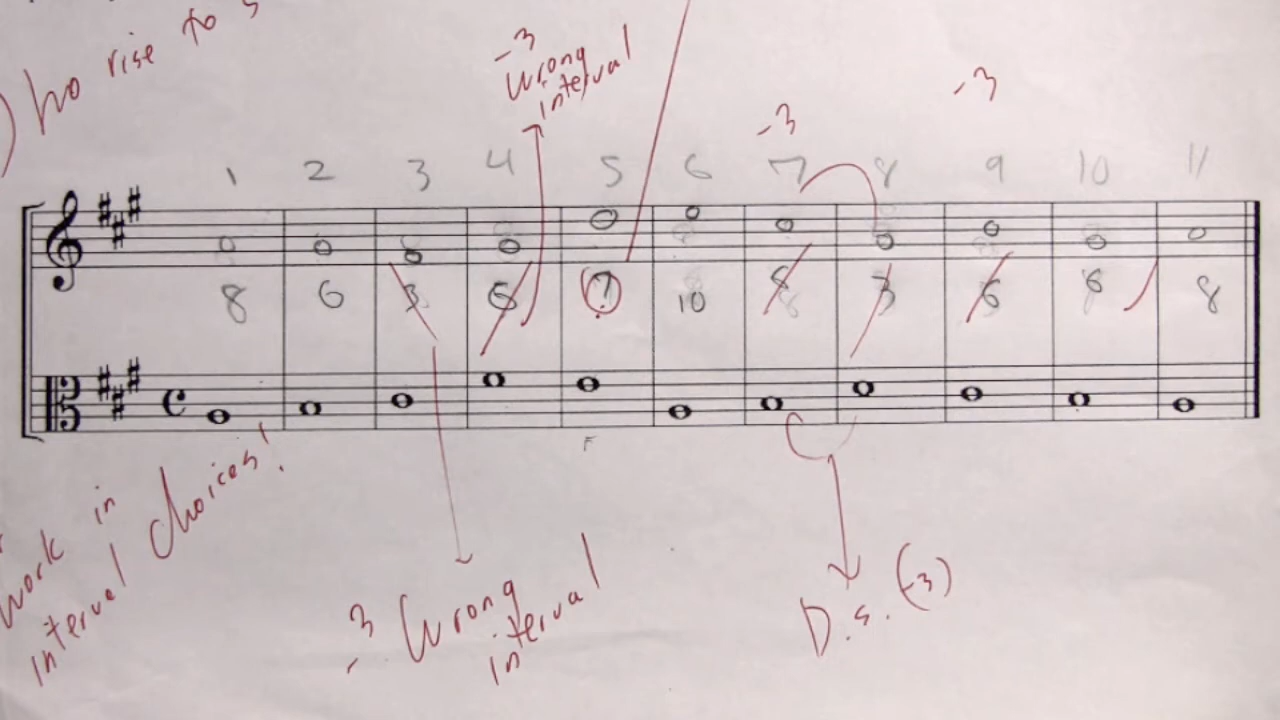 ) No rise to 5
-3
Wrong
interval
-3
-3
1 2 3 4 5 6 7 8 9 10 11
8 6 3 6 7 10 8 3 6 6 8
C
F
work in
interval choices!
-3 Wrong
interval
D.S. (-3)